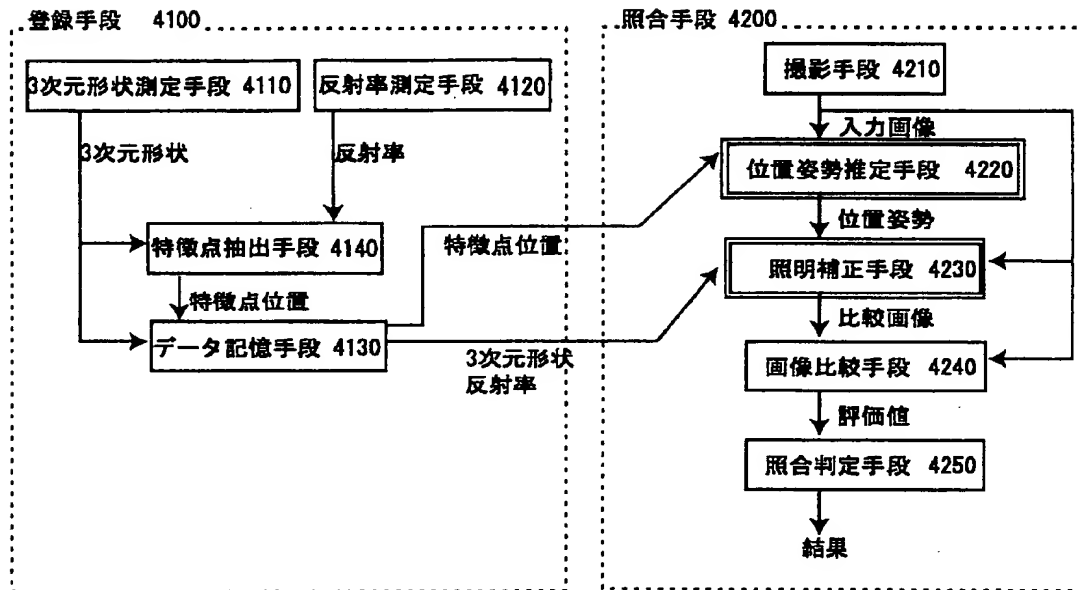 登録手段 4100
3次元形状測定手段 4110
反射率測定手段 4120
3次元形状
反射率
特徴点抽出手段 4140
特徴点位置
データ記憶手段 4130
特徴点位置
3次元形状
反射率
照合手段 4200
撮影手段 4210
入力画像
位置姿勢推定手段 4220
位置姿勢
照明補正手段 4230
比較画像
画像比較手段 4240
評価値
照合判定手段 4250
結果